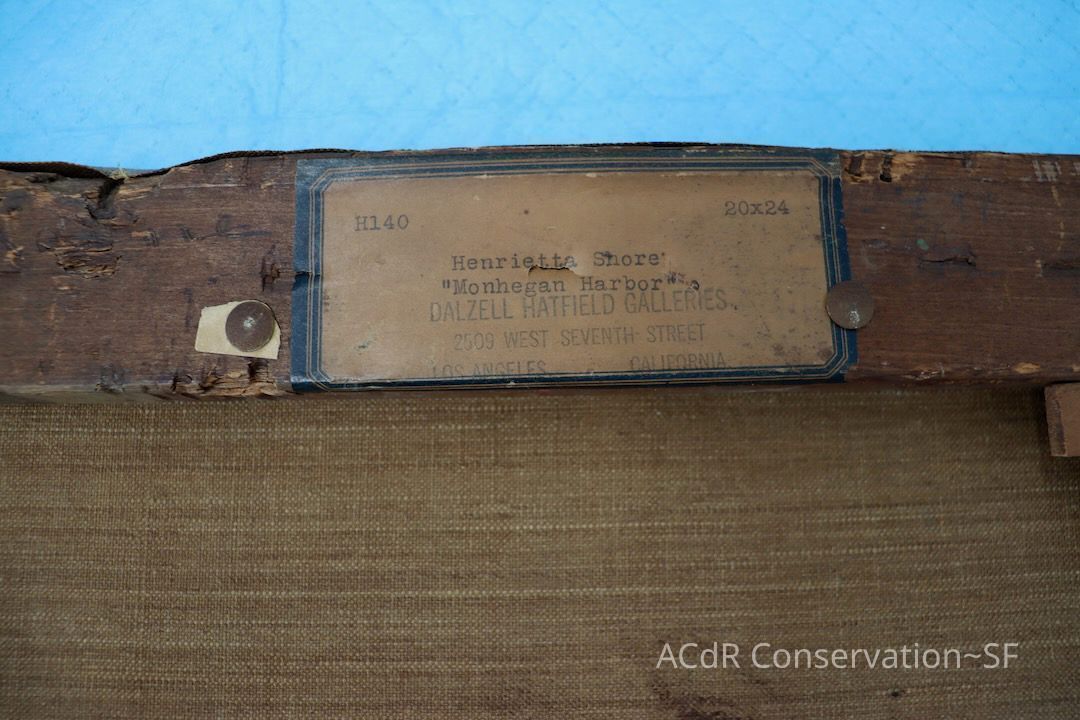 H140 20x24
Henrietta Shore
"Monhegan Harbor"
DALZELL HATFIELD GALLERIES
2509 WEST SEVENTH STREET
LOS ANGELES CALIFORNIA
ACdR Conservation~SF